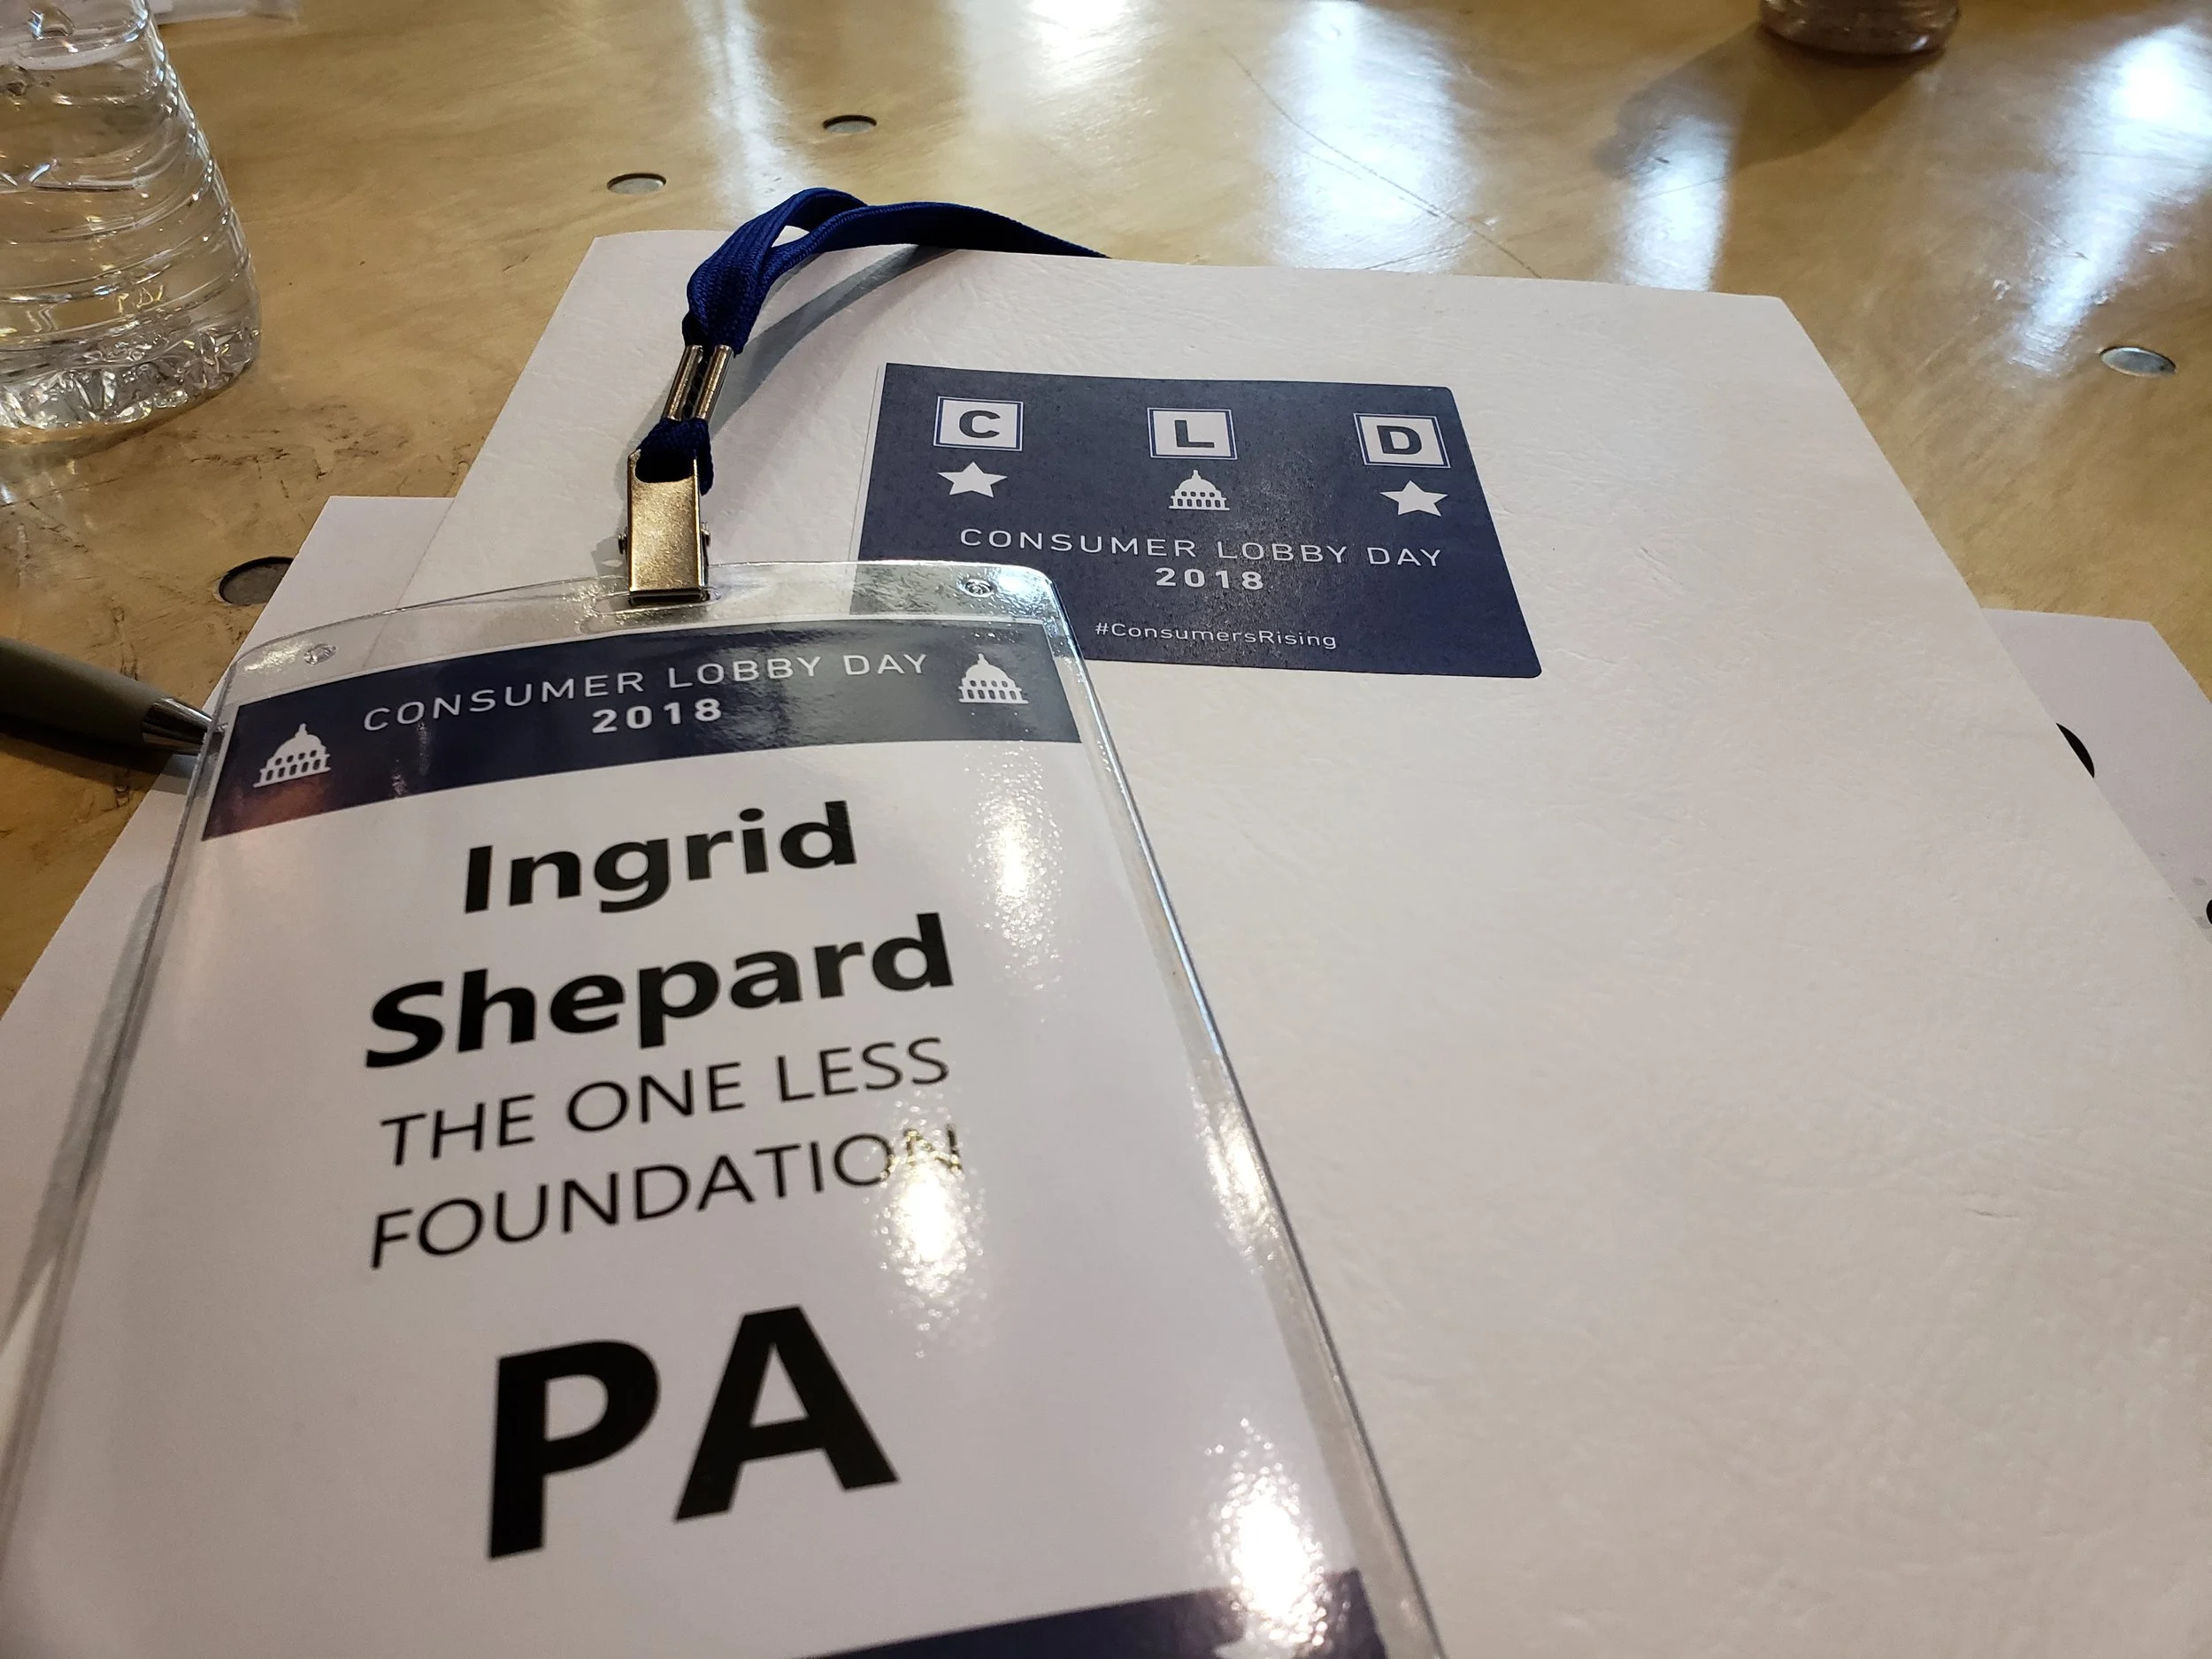 C L D
CONSUMER LOBBY DAY
2018
#ConsumersRising
CONSUMER LOBBY DAY
2018
Ingrid
Shepard
THE ONE LESS
FOUNDATION
PA